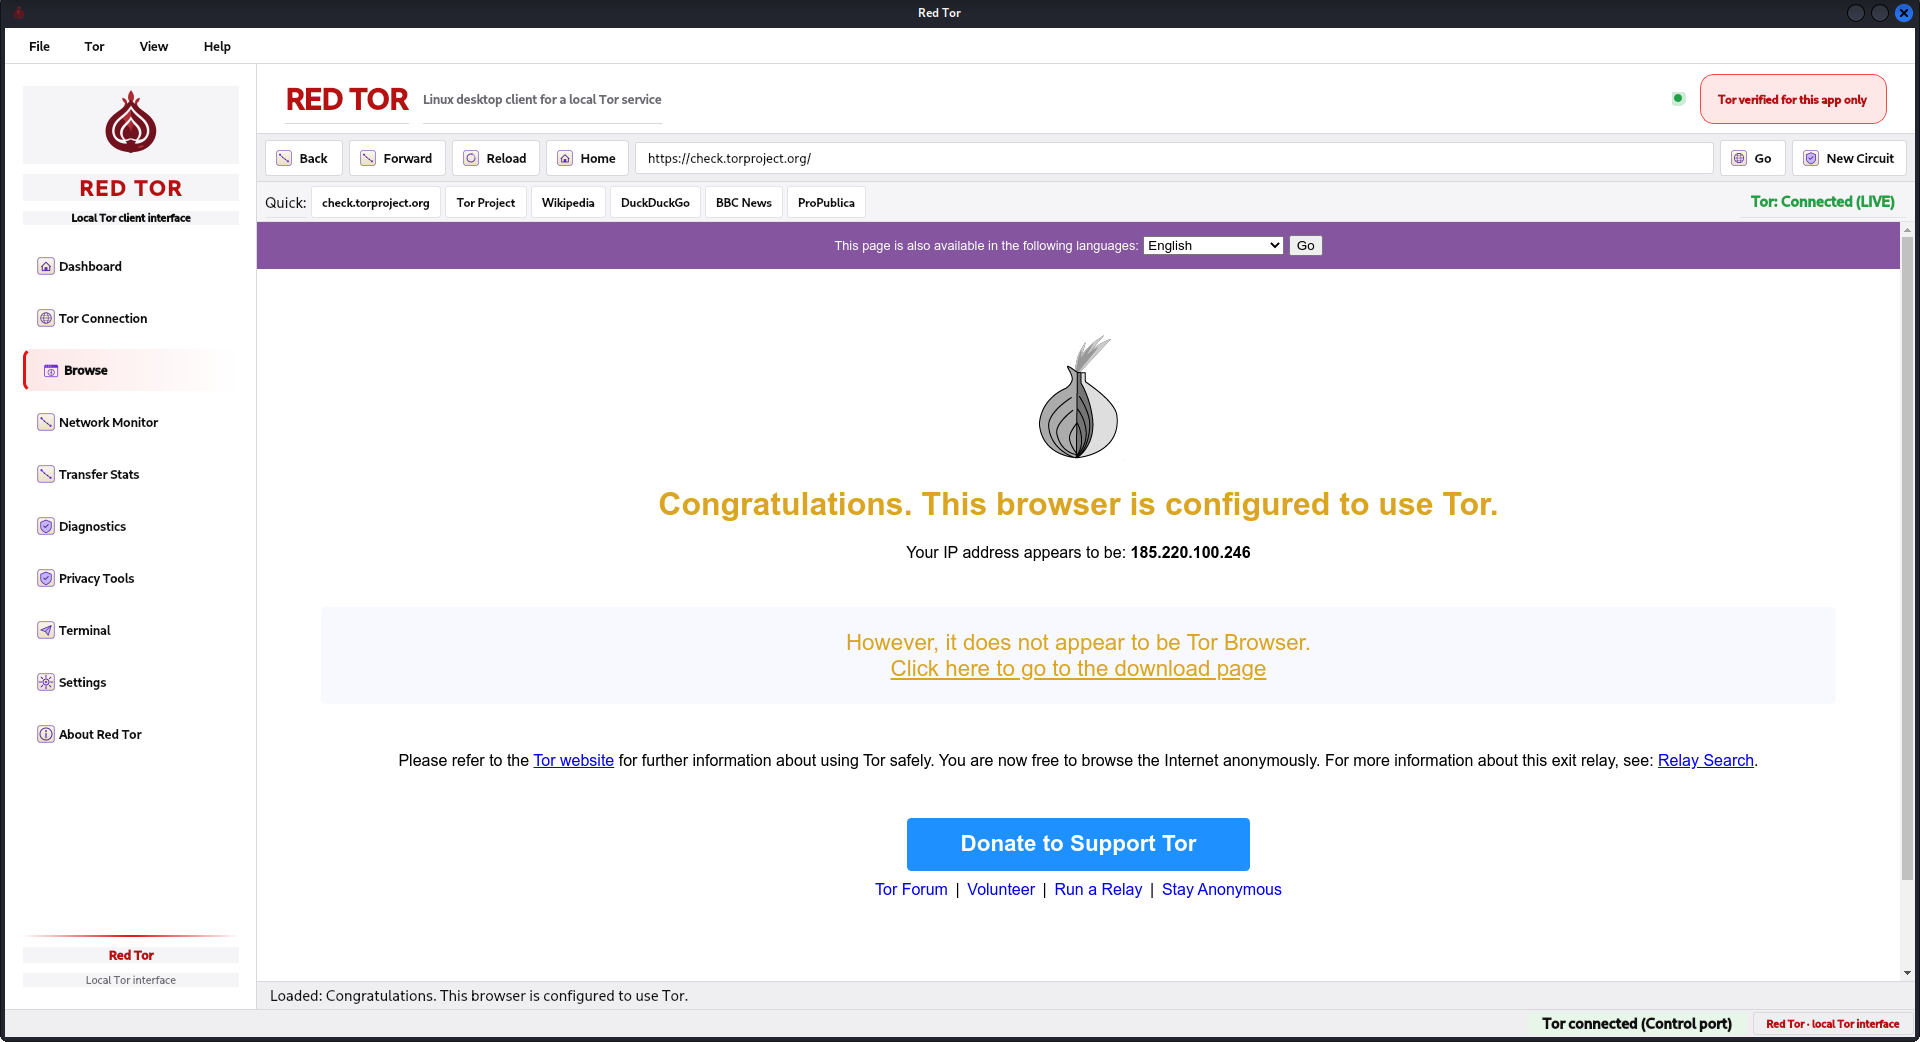 Red Tor
File Tor View Help
RED TOR
Local Tor client interface
Dashboard
Tor Connection
Browse
Network Monitor
Transfer Stats
Diagnostics
Privacy Tools
Terminal
Settings
About Red Tor
Red Tor
Local Tor interface
RED TOR Linux desktop client for a local Tor service
Tor verified for this app only
Back Forward Reload Home https://check.torproject.org/ Go New Circuit
Quick: check.torproject.org Tor Project Wikipedia DuckDuckGo BBC News ProPublica Tor: Connected (LIVE)
This page is also available in the following languages: English Go
Congratulations. This browser is configured to use Tor.
Your IP address appears to be: 185.220.100.246
However, it does not appear to be Tor Browser.
Click here to go to the download page
Please refer to the Tor website for further information about using Tor safely. You are now free to browse the Internet anonymously. For more information about this exit relay, see: Relay Search.
Donate to Support Tor
Tor Forum | Volunteer | Run a Relay | Stay Anonymous
Loaded: Congratulations. This browser is configured to use Tor.
Tor connected (Control port) Red Tor · local Tor interface